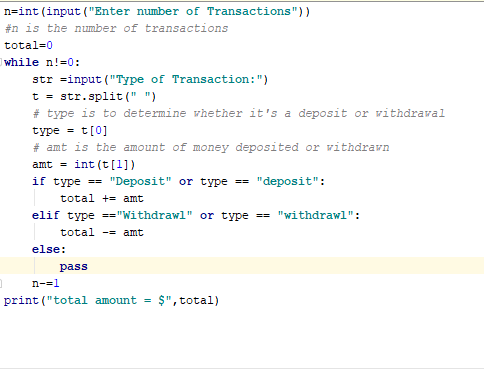 n=int(input("Enter number of Transactions"))
#n is the number of transactions
total=0
while n!=0:
    str =input("Type of Transaction:")
    t = str.split(" ")
    # type is to determine whether it's a deposit or withdrawal
    type = t[0]
    # amt is the amount of money deposited or withdrawn
    amt = int(t[1])
    if type == "Deposit" or type == "deposit":
        total += amt
    elif type =="Withdrawl" or type == "withdrawl":
        total -= amt
    else:
        pass
    n-=1
print("total amount = $",total)